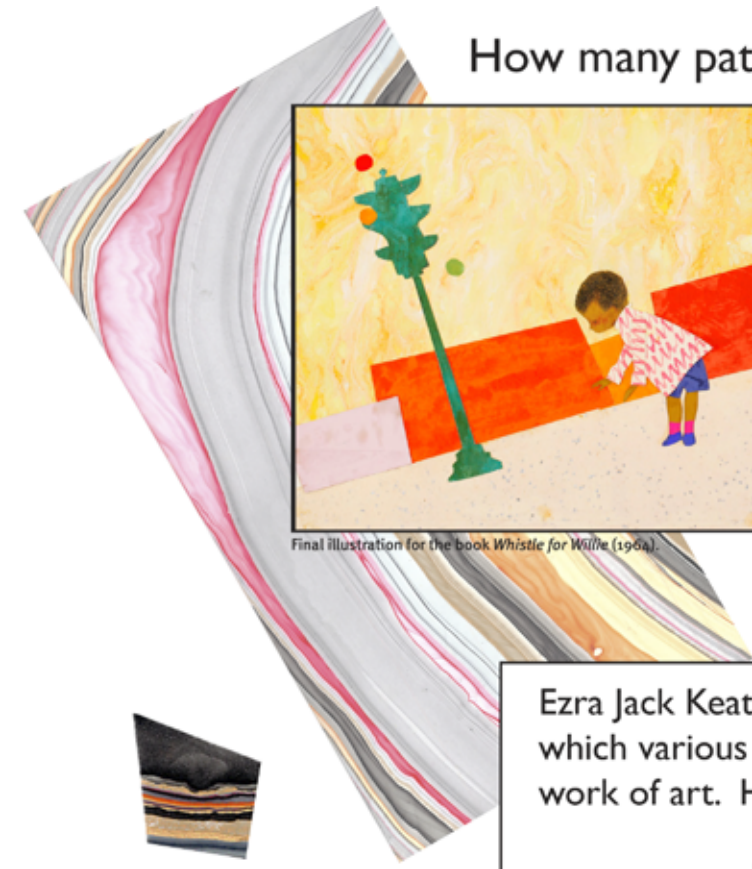 How many pat
Final illustration for the book Whistle for Willie (1964).
Ezra Jack Keat
which various
work of art. H